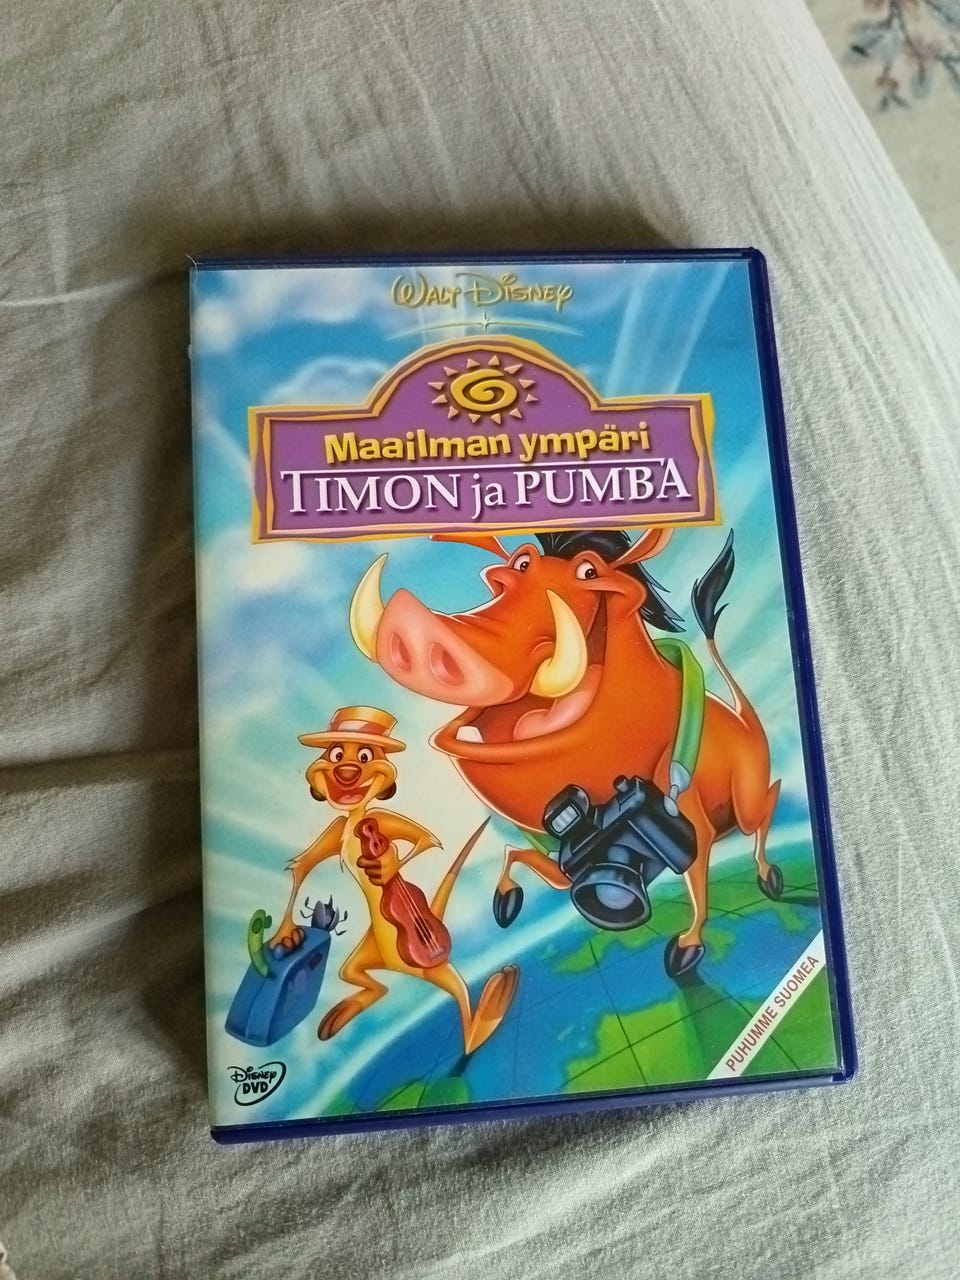 WALT DISNEY
Maailman ympäri
TIMON ja PUMBA
PUHUMME SUOMEA
DISNEY
DVD